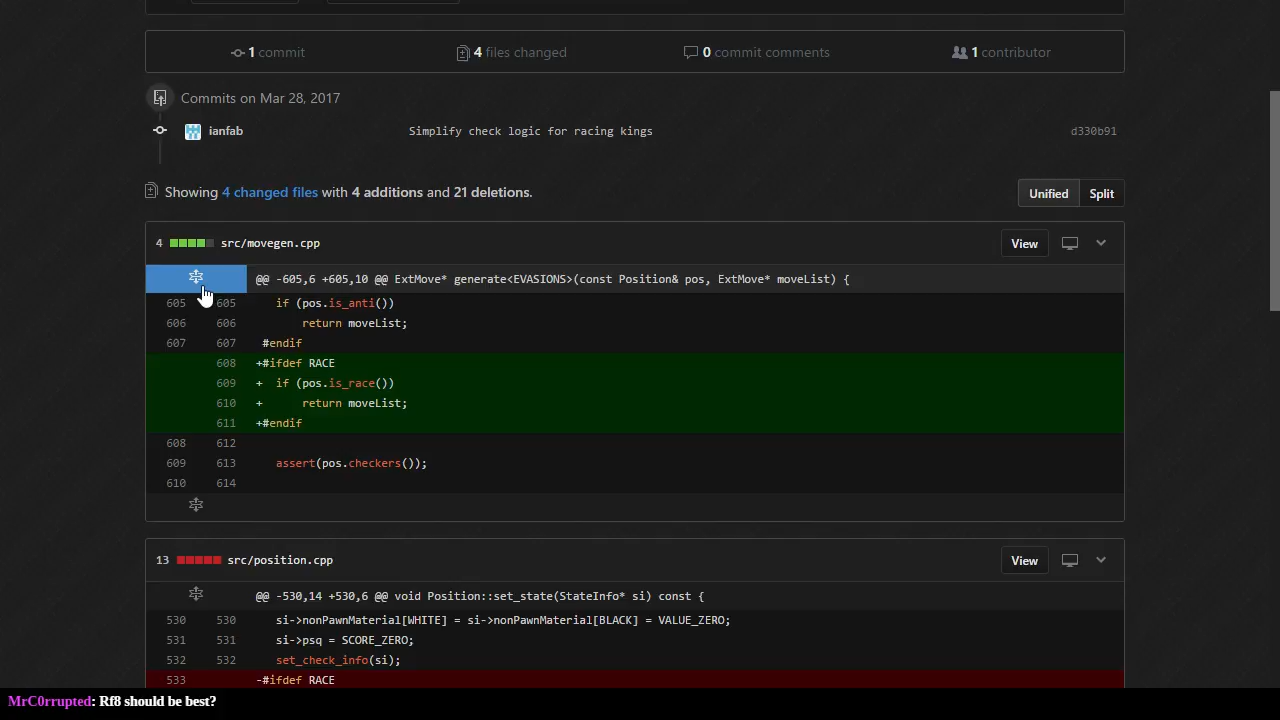 1 commit 4 files changed 0 commit comments 1 contributor
Commits on Mar 28, 2017
ianfab Simplify check logic for racing kings d330b91
Showing 4 changed files with 4 additions and 21 deletions. Unified Split
4 src/movegen.cpp View
@@ -605,6 +605,10 @@ ExtMove* generate<EVASIONS>(const Position& pos, ExtMove* moveList) {
605 605 if (pos.is_anti())
606 606 return moveList;
607 607 #endif
608 +#ifdef RACE
609 + if (pos.is_race())
610 + return moveList;
611 +#endif
608 612
609 613 assert(pos.checkers());
610 614
13 src/position.cpp View
@@ -530,14 +530,6 @@ void Position::set_state(StateInfo* si) const {
530 530 si->nonPawnMaterial[WHITE] = si->nonPawnMaterial[BLACK] = VALUE_ZERO;
531 531 si->psq = SCORE_ZERO;
532 532 set_check_info(si);
533 -#ifdef RACE
MrC0rrupted: Rf8 should be best?